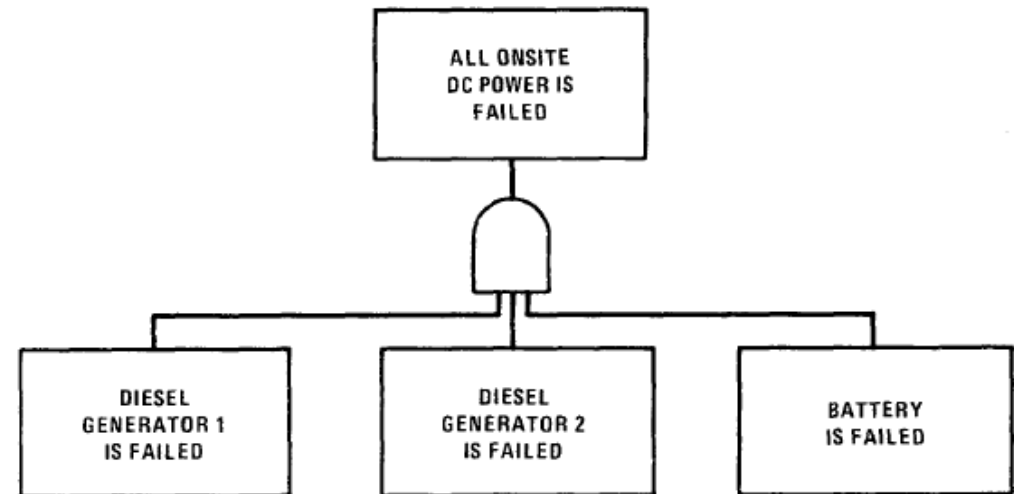 ALL ONSITE
DC POWER IS
FAILED
DIESEL
GENERATOR 1
IS FAILED
DIESEL
GENERATOR 2
IS FAILED
BATTERY
IS FAILED